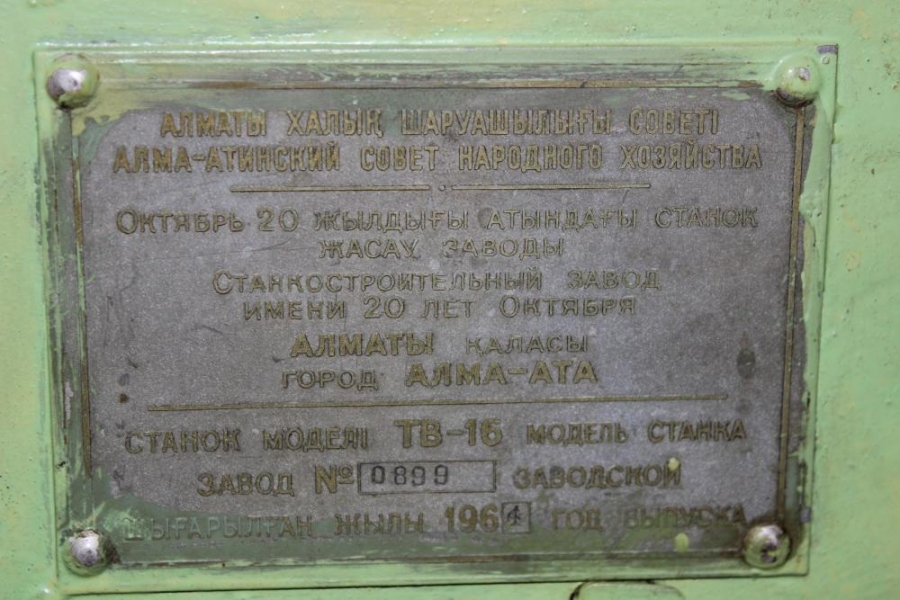 АЛМАТЫ ХАЛЫҚ ШАРУАШЫЛЫҒЫ СОВЕТІ
АЛМА-АТИНСКИЙ СОВЕТ НАРОДНОГО ХОЗЯЙСТВА
ОКТЯБРЬ 20 ЖЫЛДЫҒЫ АТЫНДАҒЫ СТАНОК
ЖАСАУ ЗАВОДЫ
СТАНКОСТРОИТЕЛЬНЫЙ ЗАВОД
ИМЕНИ 20 ЛЕТ ОКТЯБРЯ
АЛМАТЫ ҚАЛАСЫ
ГОРОД АЛМА-АТА
СТАНОК МОДЕЛІ ТВ-16 МОДЕЛЬ СТАНКА
ЗАВОД № 0899 ЗАВОДСКОЙ
ШЫҒАРЫЛҒАН ЖЫЛЫ 1964 ГОД ВЫПУСКА